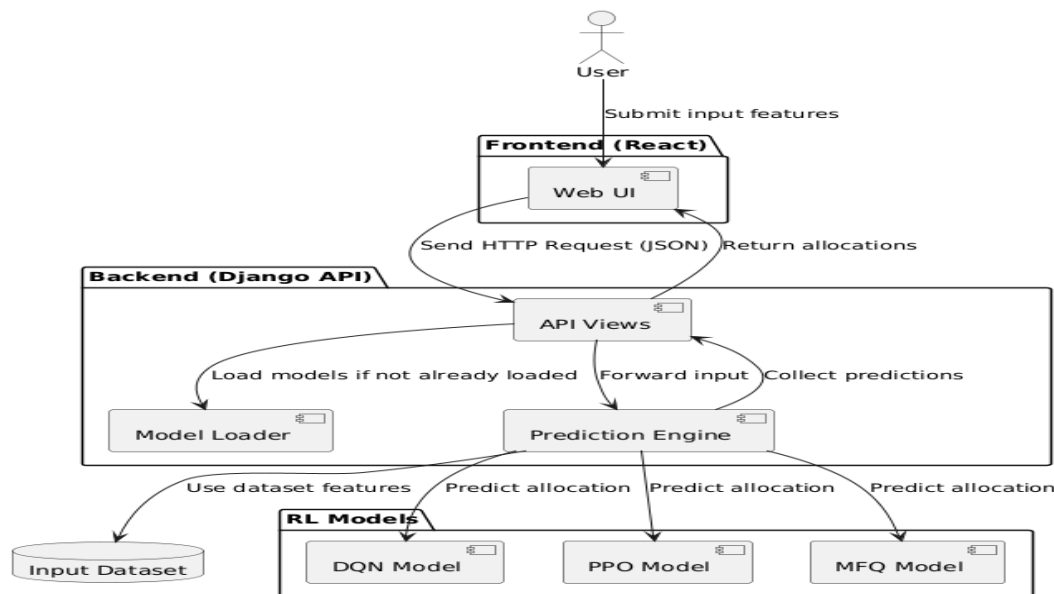 User
Submit input features
Frontend (React)
Web UI
Send HTTP Request (JSON)
Return allocations
Backend (Django API)
API Views
Load models if not already loaded
Forward input
Collect predictions
Model Loader
Prediction Engine
Use dataset features
Predict allocation
Predict allocation
Predict allocation
RL Models
Input Dataset
DQN Model
PPO Model
MFQ Model